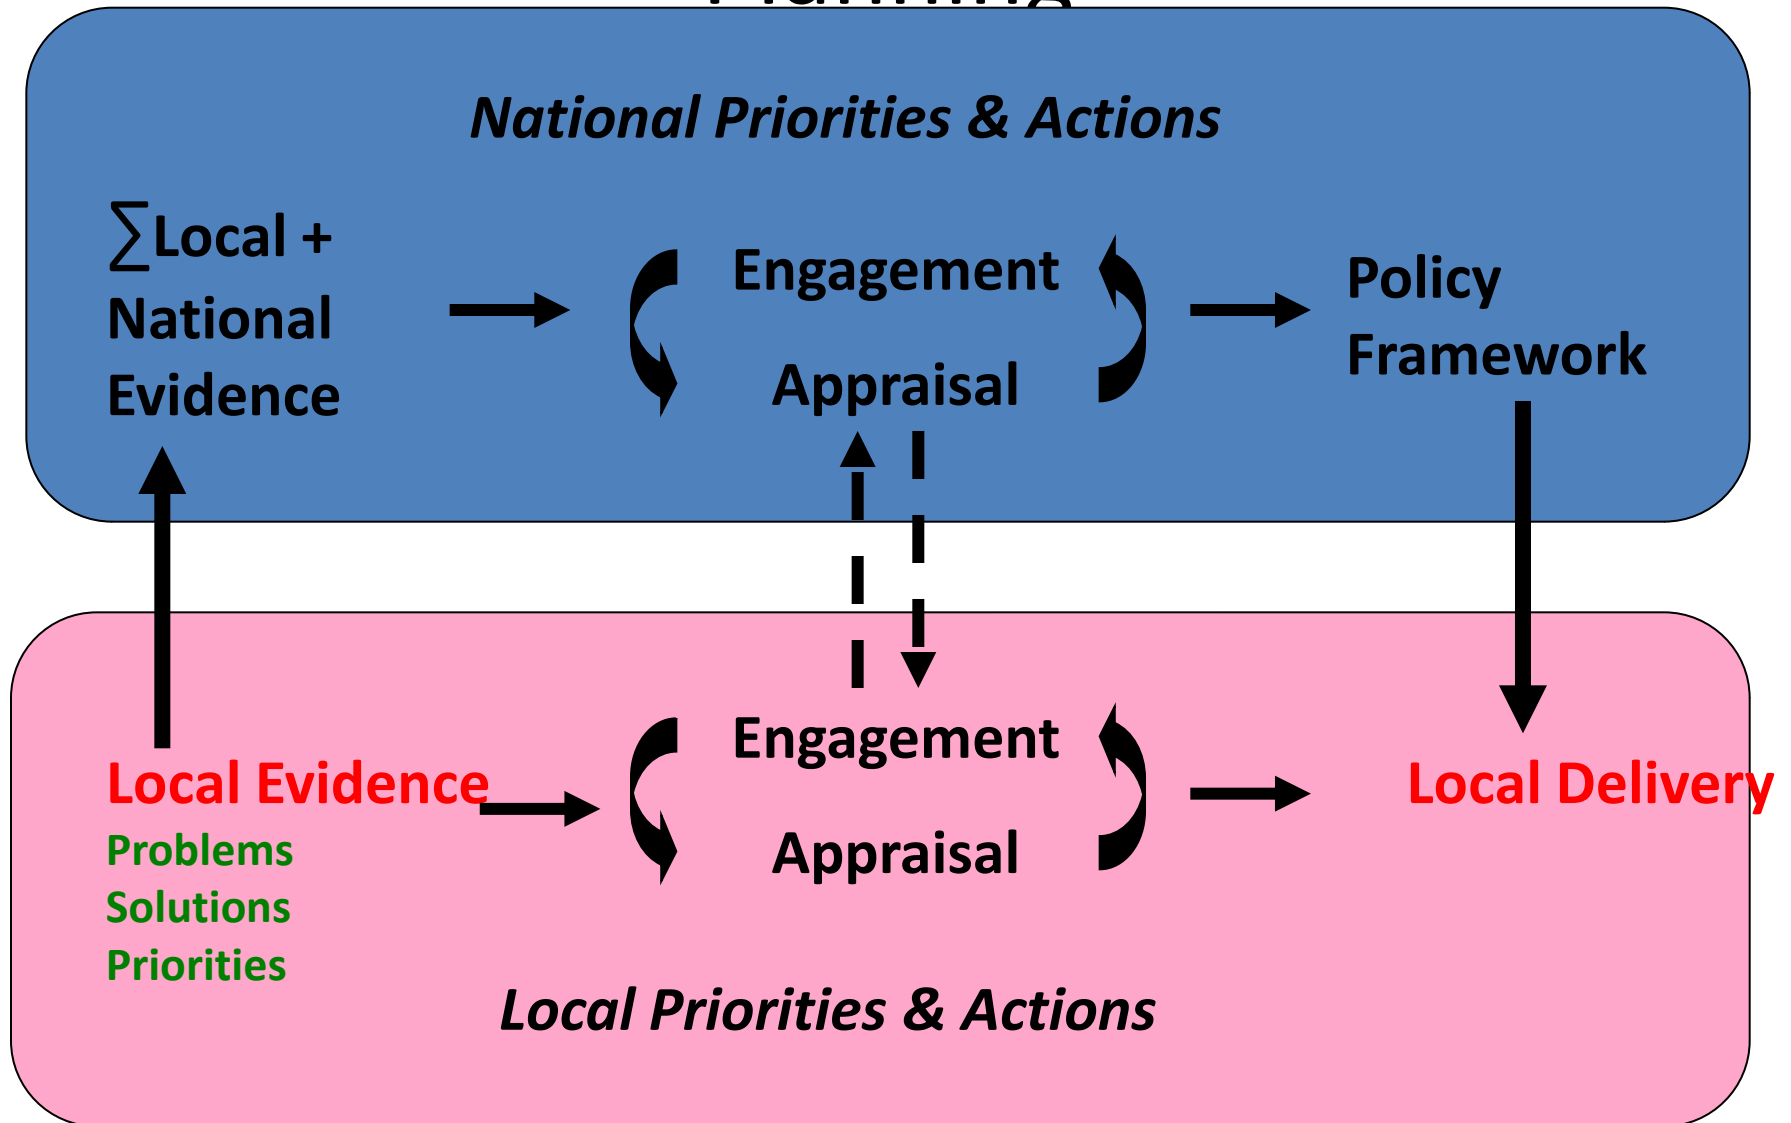 Planning
National Priorities & Actions
∑Local +
National
Evidence
Engagement
Appraisal
Policy
Framework
Engagement
Appraisal
Local Evidence
Problems
Solutions
Priorities
Local Delivery
Local Priorities & Actions